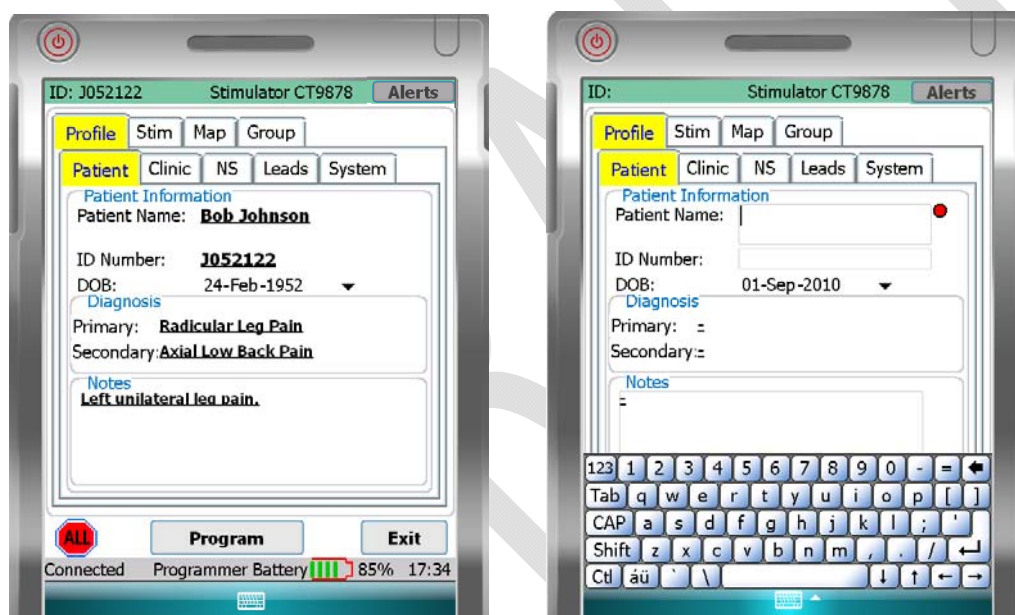 ID: J052122 Stimulator CT9878 Alerts
Profile Stim Map Group
Patient Clinic NS Leads System
Patient Information
Patient Name: Bob Johnson
ID Number: J052122
DOB: 24-Feb-1952
Diagnosis
Primary: Radicular Leg Pain
Secondary: Axial Low Back Pain
Notes
Left unilateral leg pain.
ALL Program Exit
Connected Programmer Battery 85% 17:34
ID: Stimulator CT9878 Alerts
Profile Stim Map Group
Patient Clinic NS Leads System
Patient Information
Patient Name:
ID Number:
DOB: 01-Sep-2010
Diagnosis
Primary: -
Secondary:-
Notes
-
123 1 2 3 4 5 6 7 8 9 0 - =
Tab q w e r t y u i o p [ ]
CAP a s d f g h j k l ; '
Shift z x c v b n m , . /
Ctl áü ` \